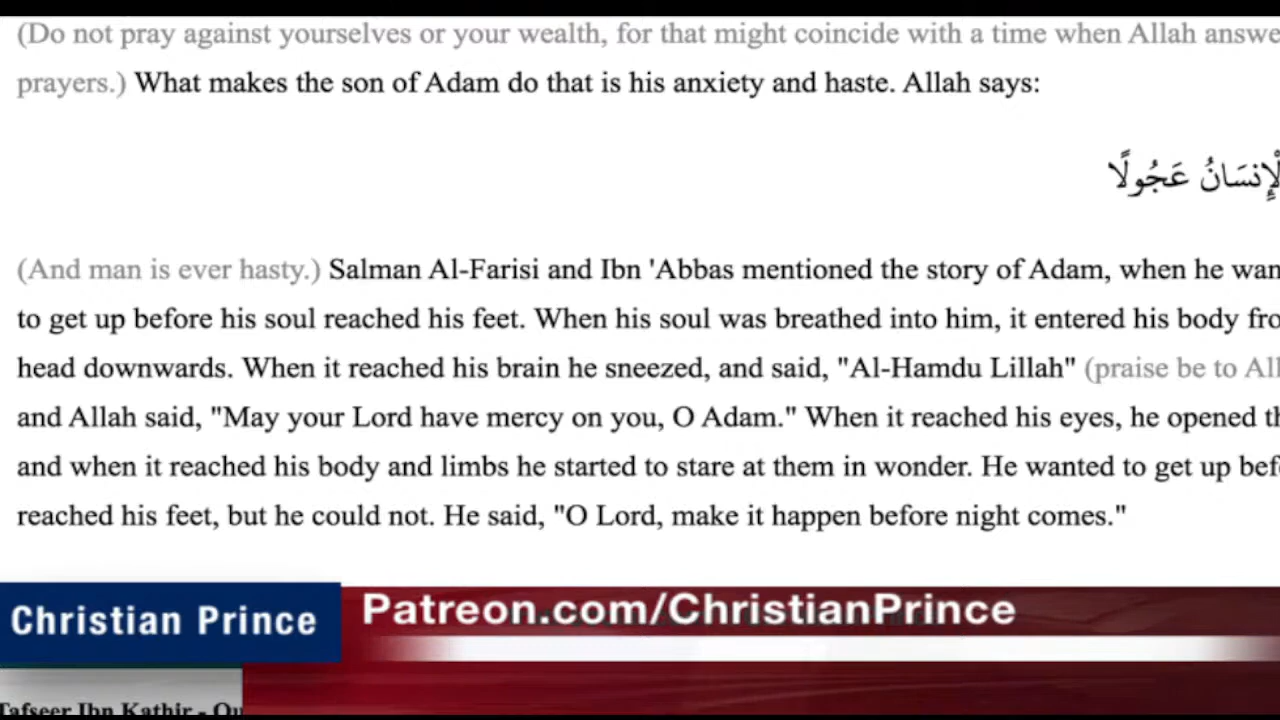 (Do not pray against yourselves or your wealth, for that might coincide with a time when Allah
prayers.) What makes the son of Adam do that is his anxiety and haste. Allah says:
الْإِنسَانُ عَجُولًا
(And man is ever hasty.) Salman Al-Farisi and Ibn 'Abbas mentioned the story of Adam, when he
to get up before his soul reached his feet. When his soul was breathed into him, it entered his body
head downwards. When it reached his brain he sneezed, and said, "Al-Hamdu Lillah" (praise be to
and Allah said, "May your Lord have mercy on you, O Adam." When it reached his eyes, he opened
and when it reached his body and limbs he started to stare at them in wonder. He wanted to get up
reached his feet, but he could not. He said, "O Lord, make it happen before night comes."
Christian Prince
Patreon.com/ChristianPrince
Tafseer Ibn Kathir -